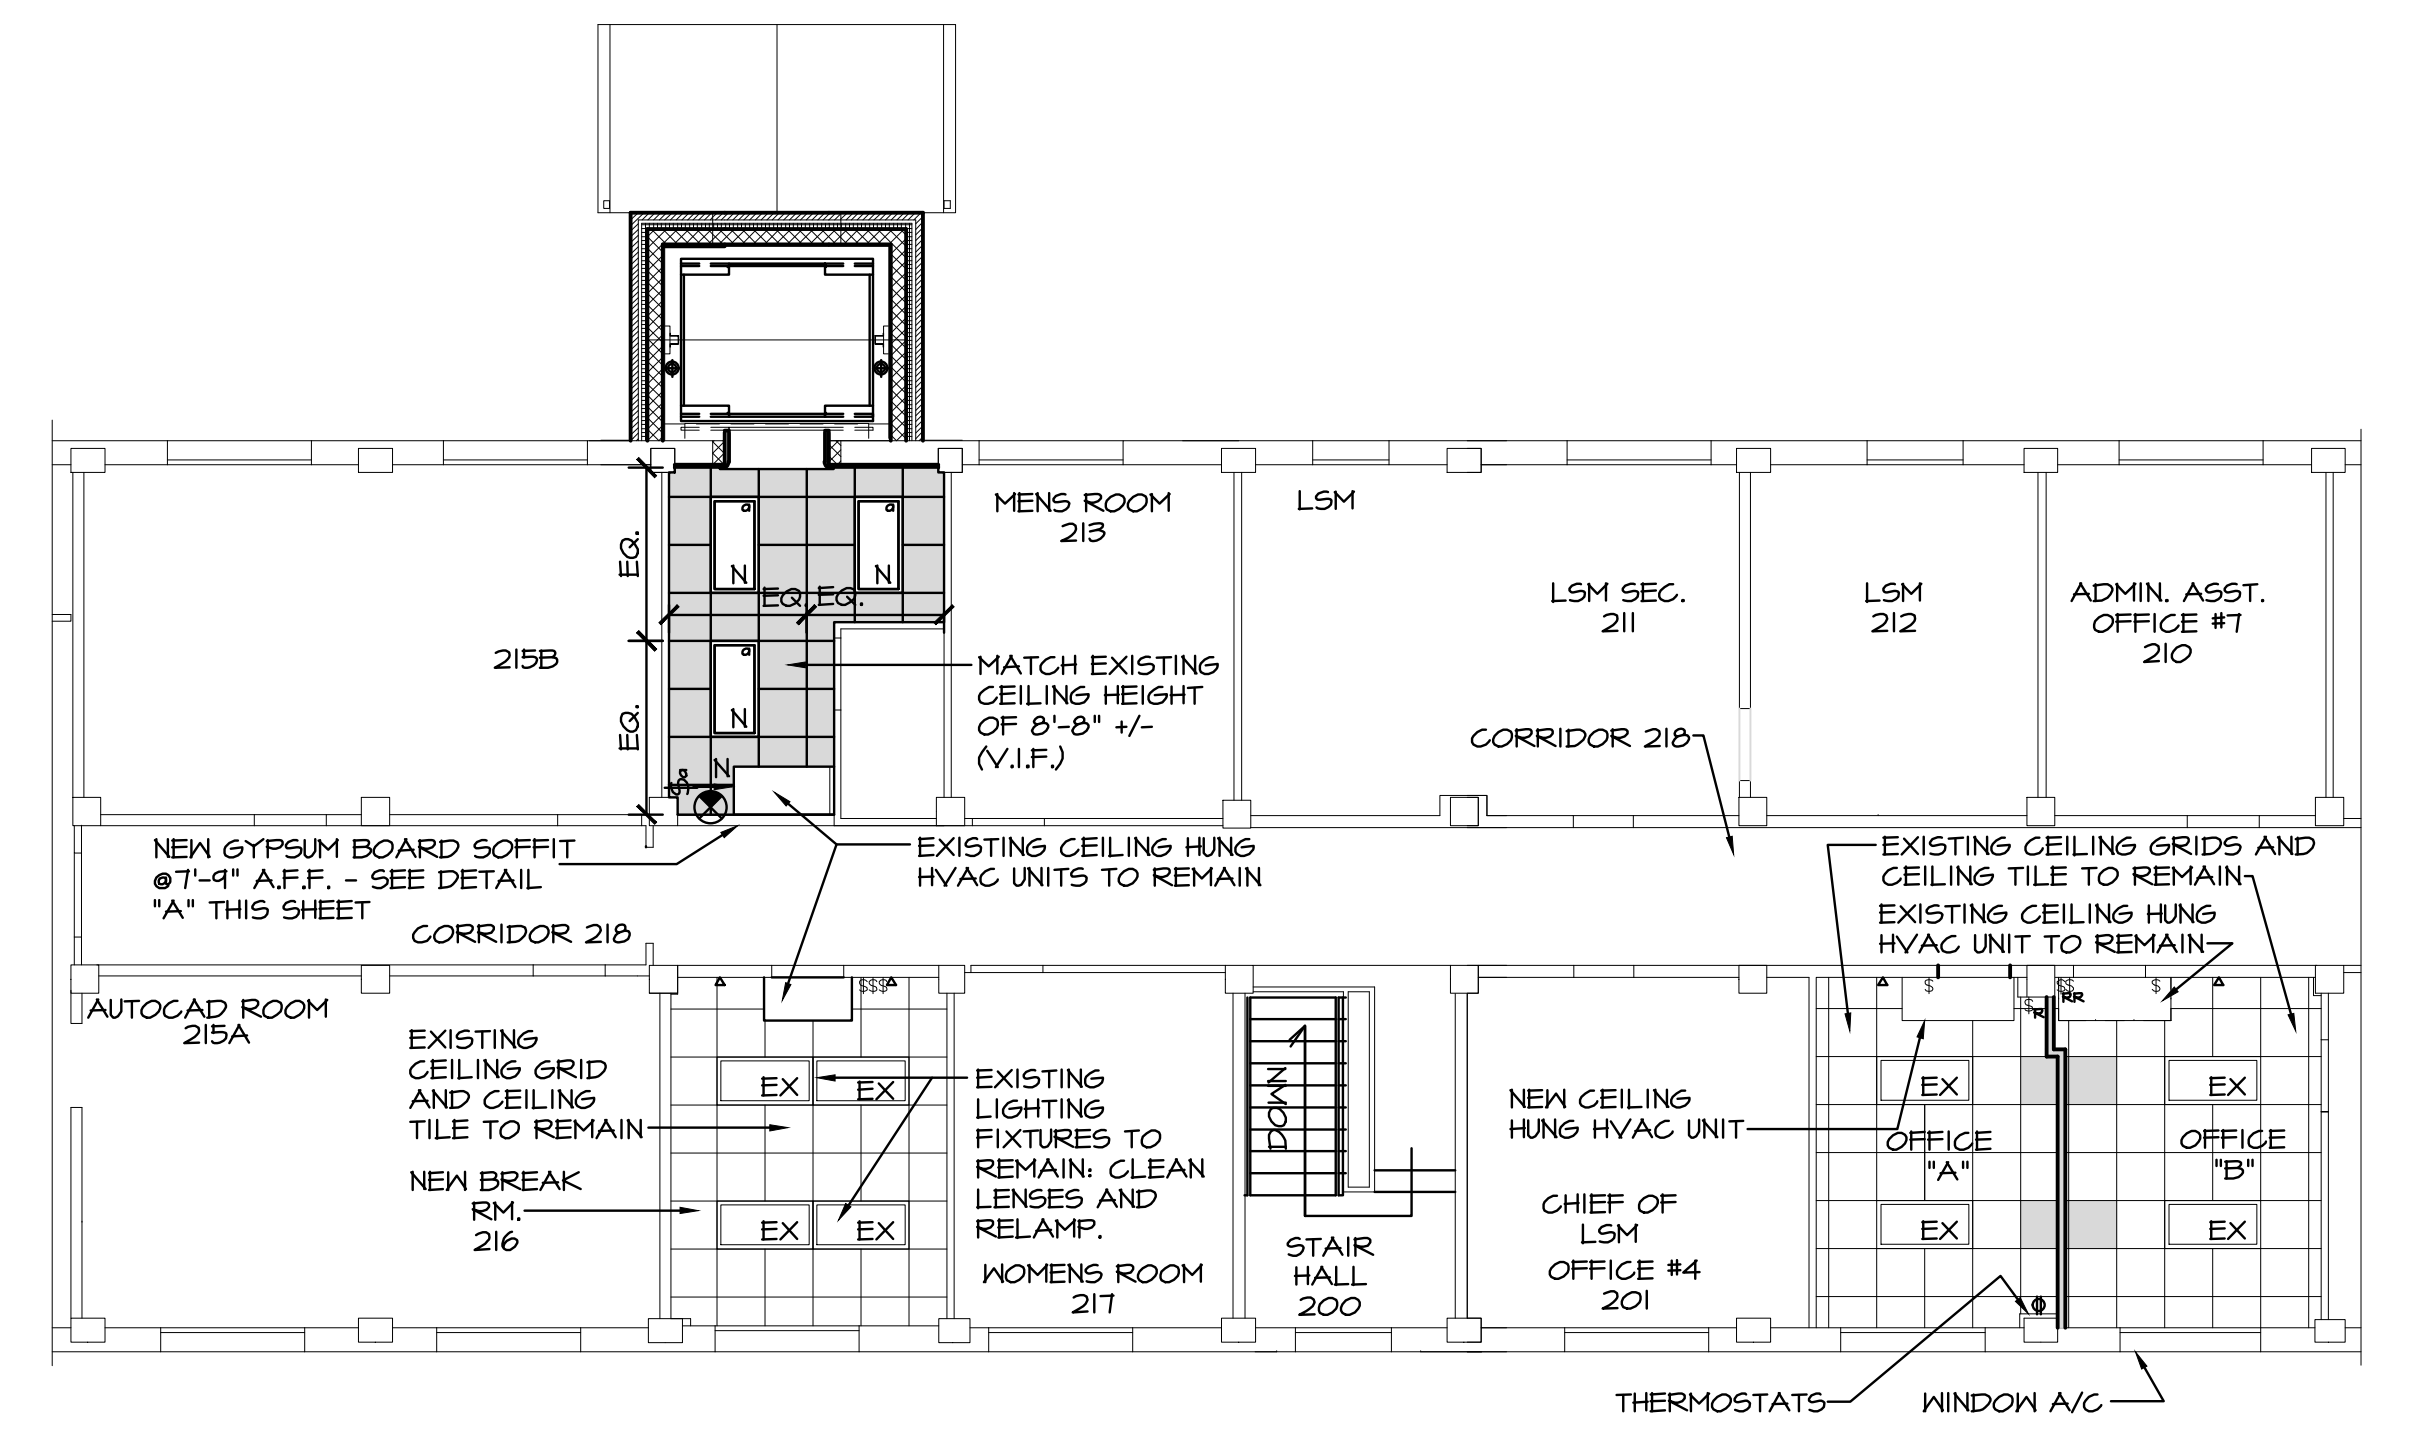 a
a
N
N
EQ.
EQ. EQ.
a
N
EQ.
$a
N
MENS ROOM
213
LSM
LSM SEC.
211
LSM
212
ADMIN. ASST.
OFFICE #7
210
215B
MATCH EXISTING
CEILING HEIGHT
OF 8'-8" +/-
(V.I.F.)
CORRIDOR 218
NEW GYPSUM BOARD SOFFIT
@7'-9" A.F.F. - SEE DETAIL
"A" THIS SHEET
CORRIDOR 218
EXISTING CEILING HUNG
HVAC UNITS TO REMAIN
EXISTING CEILING GRIDS AND
CEILING TILE TO REMAIN
EXISTING CEILING HUNG
HVAC UNIT TO REMAIN
AUTOCAD ROOM
215A
EXISTING
CEILING GRID
AND CEILING
TILE TO REMAIN
NEW BREAK
RM.
216
$$$
EX
EX
EX
EX
EXISTING
LIGHTING
FIXTURES TO
REMAIN: CLEAN
LENSES AND
RELAMP.
WOMENS ROOM
217
DOWN
STAIR
HALL
200
NEW CEILING
HUNG HVAC UNIT
CHIEF OF
LSM
OFFICE #4
201
$
$
R
$$
RR
$
EX
EX
OFFICE
"A"
OFFICE
"B"
EX
EX
THERMOSTATS
WINDOW A/C